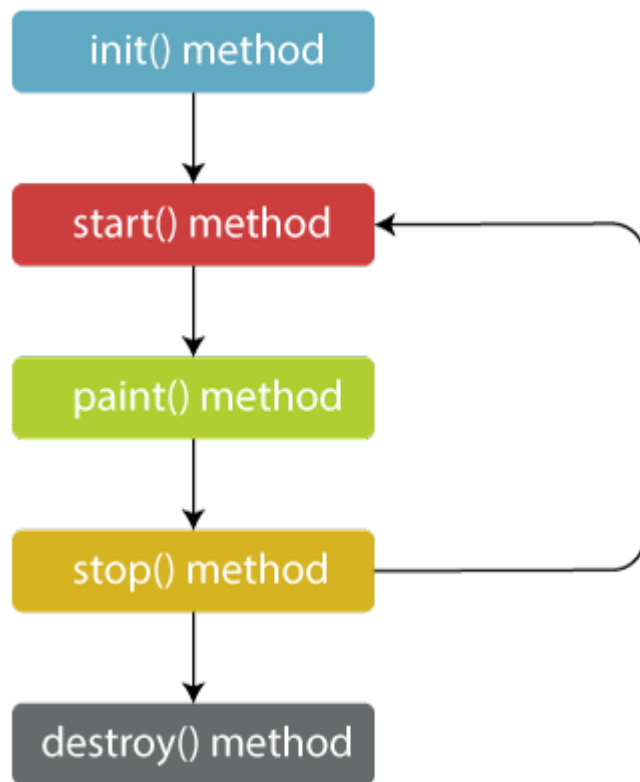 init() method
start() method
paint() method
stop() method
destroy() method